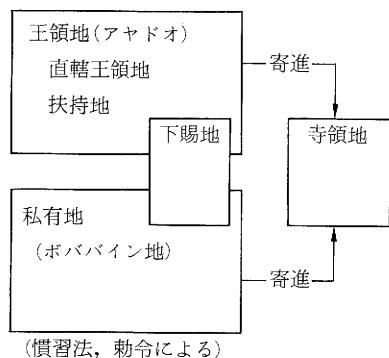 王領地(アヤドオ)
直轄王領地
扶持地
寄進
下賜地
寺領地
私有地
(ボババイン地)
寄進
(慣習法,勅令による)